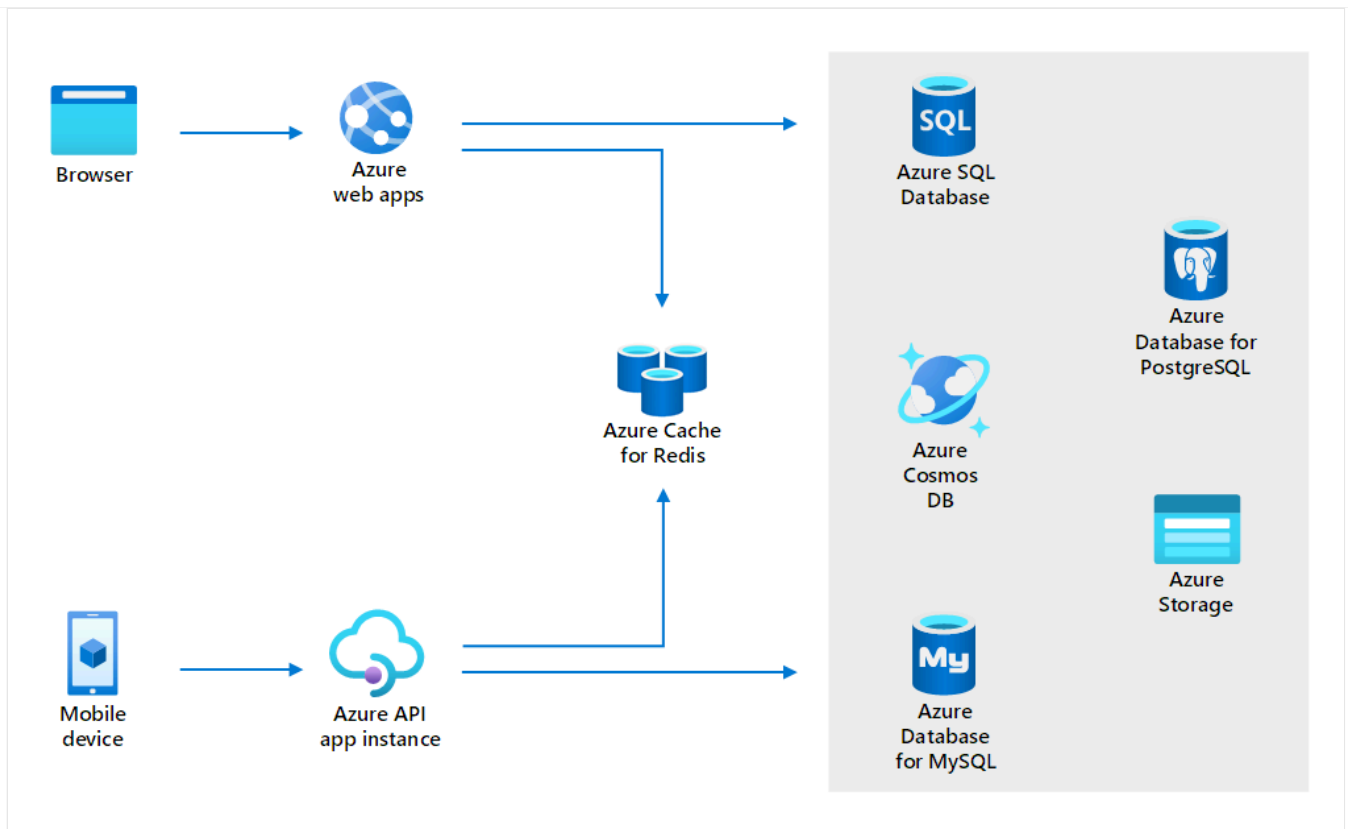 Browser
Azure
web apps
SQL
Azure SQL
Database
Azure
Database for
PostgreSQL
Azure Cache
for Redis
Azure
Cosmos
DB
Azure
Storage
Mobile
device
Azure API
app instance
My
Azure
Database
for MySQL